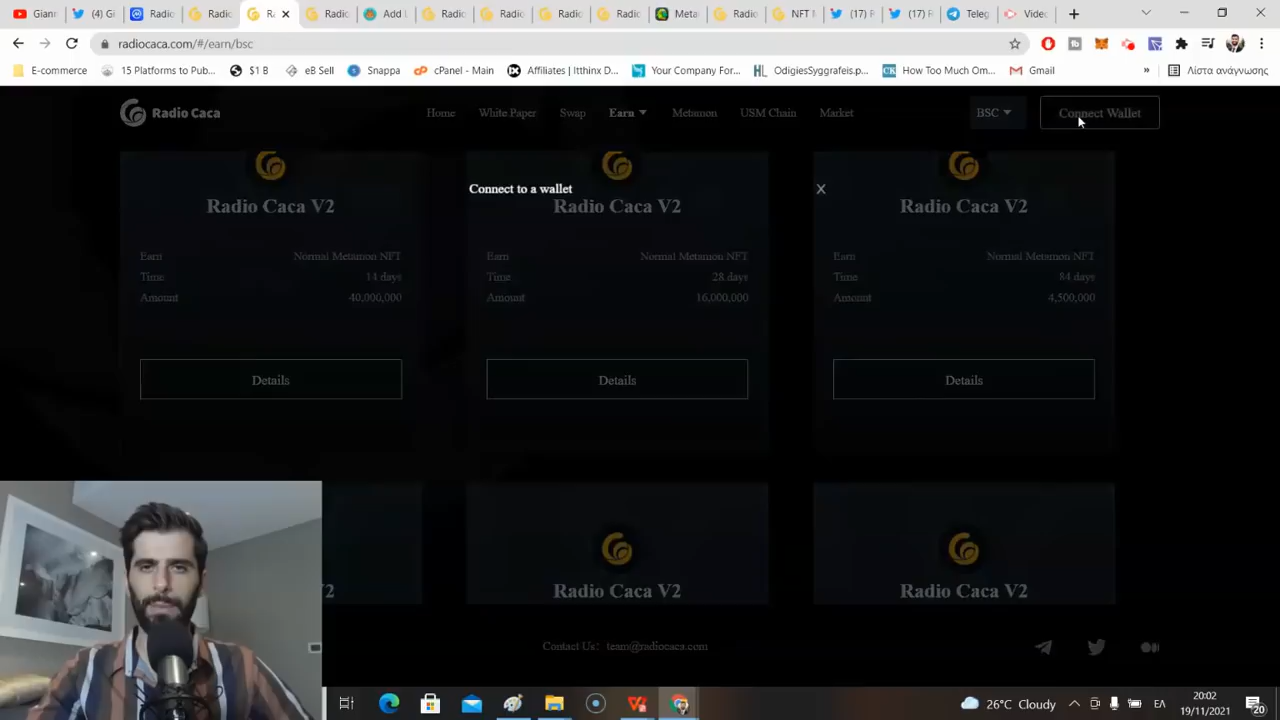 Giann
(4) Gi
Radio
Radio
Ra
Radio
Add L
Radio
Radio
Radio
Radio
Meta
Radio
NFT M
(17) R
(17) R
Teleg
Video
radiocaca.com/#/earn/bsc
E-commerce
15 Platforms to Pub...
$1 B
eB Sell
Snappa
cPanel - Main
Affiliates | Itthinx D...
Your Company For...
OdigiesSyggrafeis.p...
How Too Much Om...
Gmail
»
Λίστα ανάγνωσης
Radio Caca
Home
White Paper
Swap
Earn
Metamon
USM Chain
Market
BSC
Connect Wallet
Connect to a wallet
X
Radio Caca V2
Earn Normal Metamon NFT
Time 14 days
Amount 40,000,000
Details
Radio Caca V2
Earn Normal Metamon NFT
Time 28 days
Amount 16,000,000
Details
Radio Caca V2
Earn Normal Metamon NFT
Time 84 days
Amount 4,500,000
Details
V2
Radio Caca V2
Radio Caca V2
Contact Us: team@radiocaca.com
26°C Cloudy
ΕΛ
20:02
19/11/2021
20